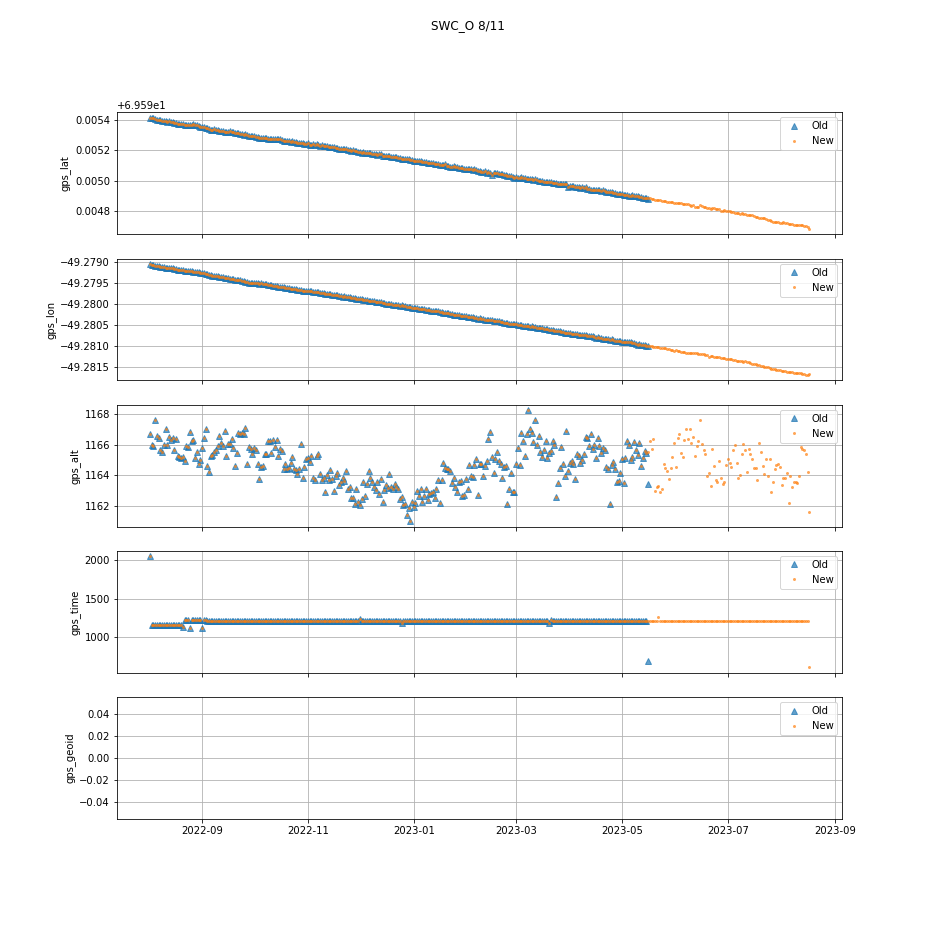 SWC_O 8/11
+6.959e1
0.0054
0.0052
0.0050
0.0048
gps_lat
Old
New
−49.2790
−49.2795
−49.2800
−49.2805
−49.2810
−49.2815
gps_lon
Old
New
1168
1166
1164
1162
gps_alt
Old
New
2000
1500
1000
gps_time
Old
New
0.04
0.02
0.00
−0.02
−0.04
gps_geoid
Old
New
2022-09 2022-11 2023-01 2023-03 2023-05 2023-07 2023-09